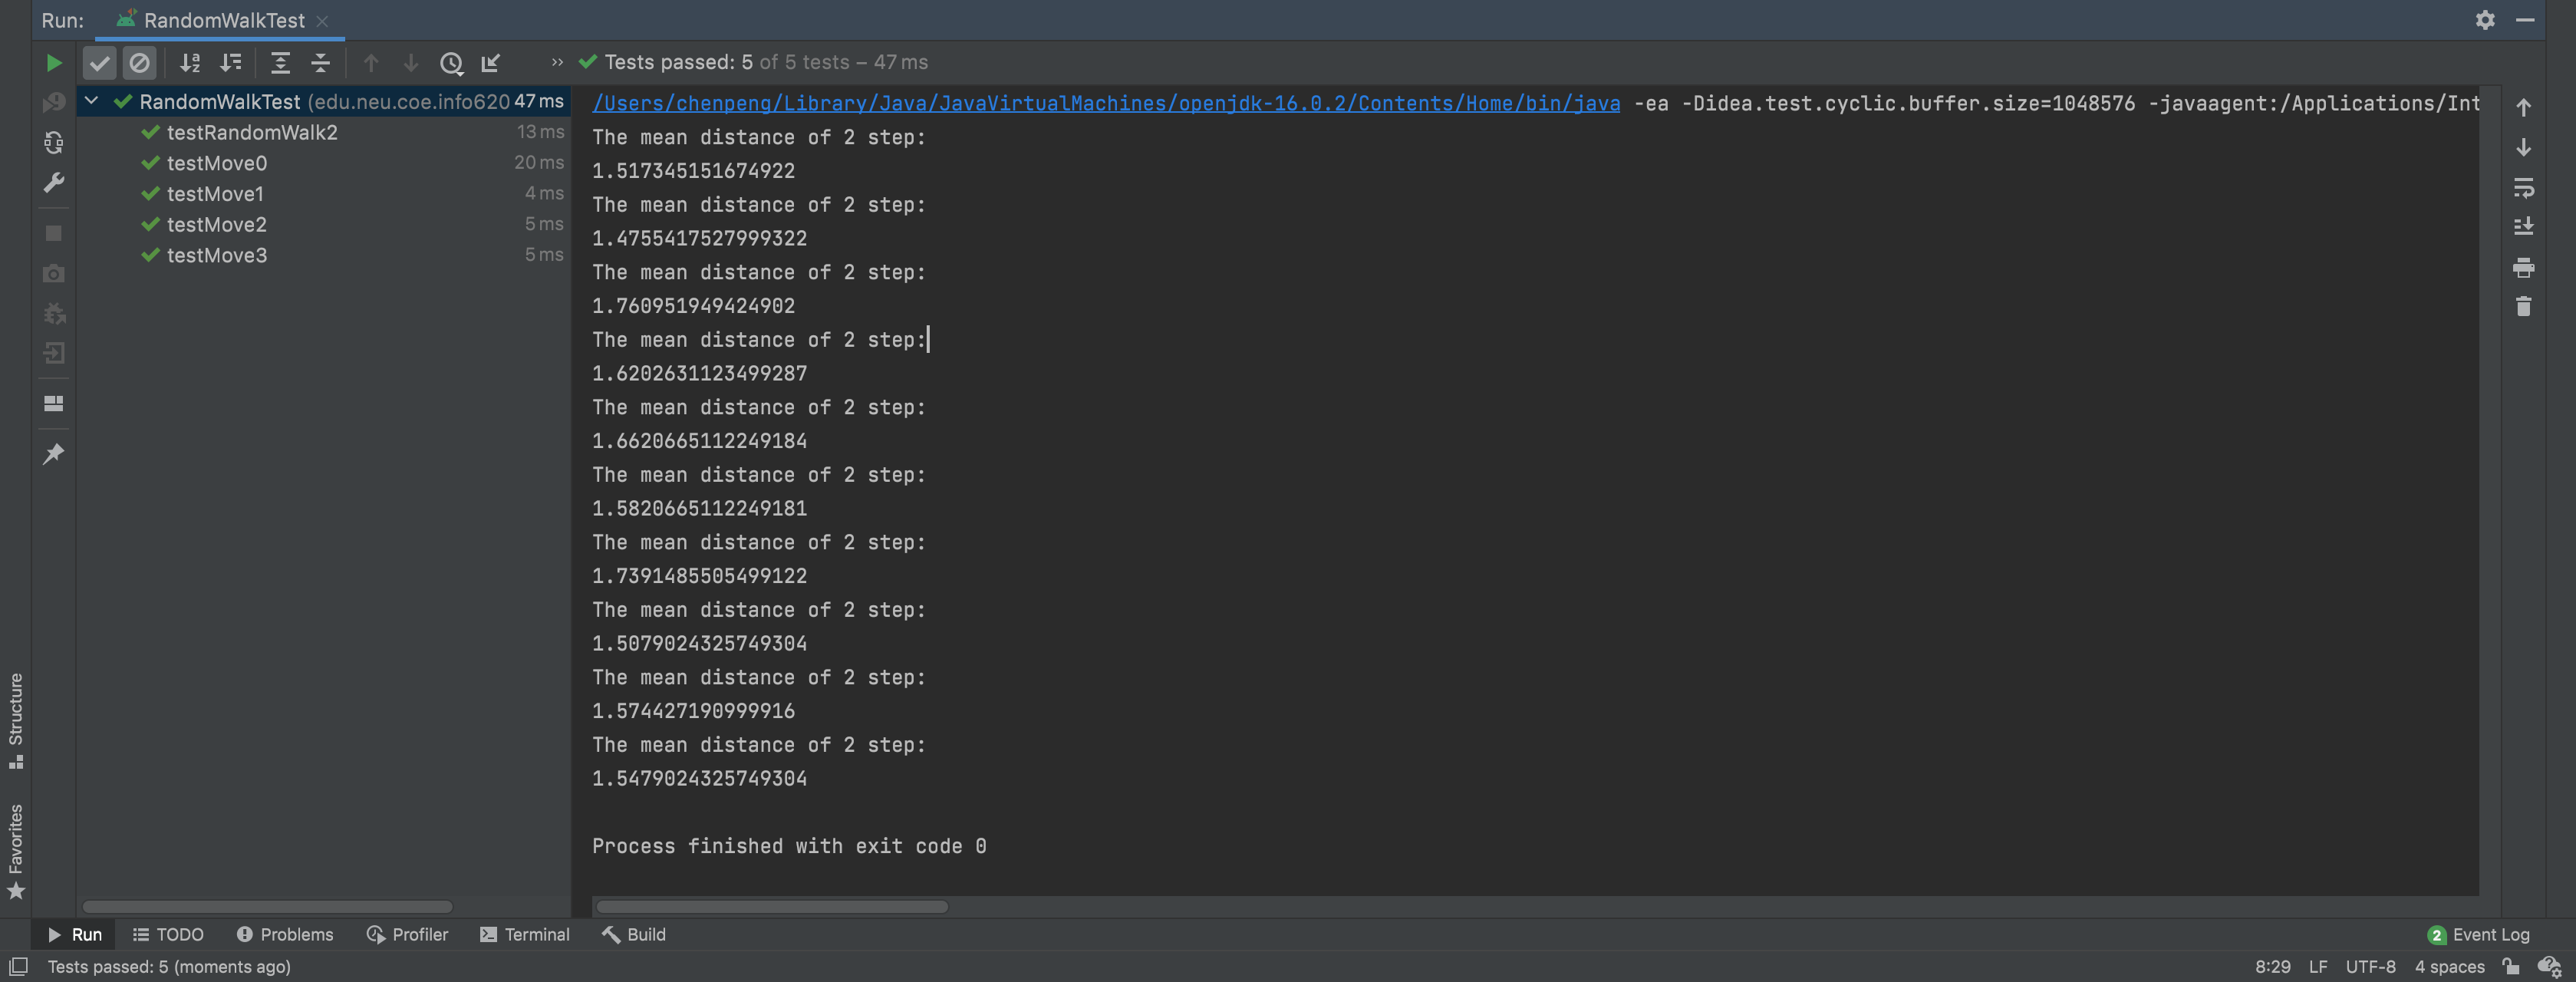 Run: RandomWalkTest
Tests passed: 5 of 5 tests – 47 ms
RandomWalkTest (edu.neu.coe.info620 47 ms
testRandomWalk2 13 ms
testMove0 20 ms
testMove1 4 ms
testMove2 5 ms
testMove3 5 ms
/Users/chenpeng/Library/Java/JavaVirtualMachines/openjdk-16.0.2/Contents/Home/bin/java -ea -Didea.test.cyclic.buffer.size=1048576 -javaagent:/Applications/Int
The mean distance of 2 step:
1.517345151674922
The mean distance of 2 step:
1.4755417527999322
The mean distance of 2 step:
1.760951949424902
The mean distance of 2 step:
1.6202631123499287
The mean distance of 2 step:
1.6620665112249184
The mean distance of 2 step:
1.5820665112249181
The mean distance of 2 step:
1.7391485505499122
The mean distance of 2 step:
1.5079024325749304
The mean distance of 2 step:
1.574427190999916
The mean distance of 2 step:
1.5479024325749304
Process finished with exit code 0
Structure
Favorites
Run TODO Problems Profiler Terminal Build 2 Event Log
Tests passed: 5 (moments ago) 8:29 LF UTF-8 4 spaces